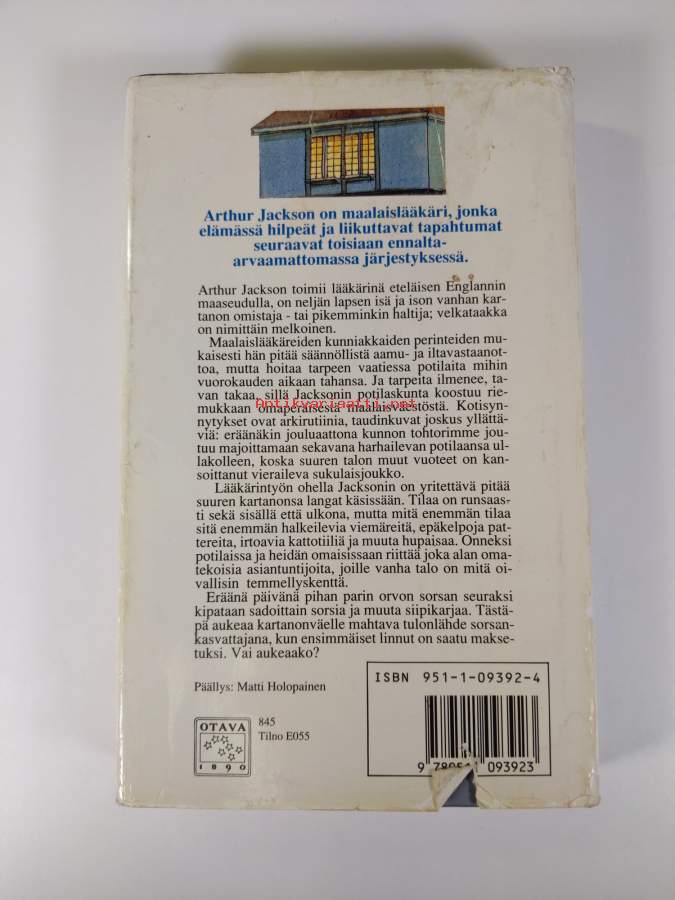 Arthur Jackson on maalaislääkäri, jonka
elämässä hilpeät ja liikuttavat tapahtumat
seuraavat toisiaan ennalta-
arvaamattomassa järjestyksessä.
Arthur Jackson toimii lääkärinä eteläisen Englannin
maaseudulla, on neljän lapsen isä ja ison vanhan kar-
tanon omistaja - tai pikemminkin haltija; velkataakka
on nimittäin melkoinen.
Maalaislääkäreiden kunniakkaiden perinteiden mu-
kaisesti hän pitää säännöllistä aamu- ja iltavastaanot-
toa, mutta hoitaa tarpeen vaatiessa potilaita mihin
vuorokauden aikaan tahansa. Ja tarpeita ilmenee, ta-
van takaa, sillä Jacksonin potilaskunta koostuu rie-
mukkaan omaperäisestä maalaisväestöstä. Kotisyn-
Antikvariaatti.net
nytykset ovat arkirutiinia, taudinkuvat joskus yllättä-
viä: eräänäkin jouluaattona kunnon tohtorimme jou-
tuu majoittamaan sekavana harhailevan potilaansa ul-
lakolleen, koska suuren talon muut vuoteet on kan-
soittanut vieraileva sukulaisjoukko.
Lääkärintyön ohella Jacksonin on yritettävä pitää
suuren kartanonsa langat käsissään. Tilaa on runsaas-
ti sekä sisällä että ulkona, mutta mitä enemmän tilaa
sitä enemmän halkeilevia viemäreitä, epäkelpoja pat-
tereita, irtoavia kattotiiliä ja muuta hupaisaa. Onneksi
potilaissa ja heidän omaisissaan riittää joka alan oma-
tekoisia asiantuntijoita, joille vanha talo on mitä oi-
vallisin temmellyskenttä.
Eräänä päivänä pihan parin orvon sorsan seuraksi
kipataan sadoittain sorsia ja muuta siipikarjaa. Tästä-
pä aukeaa kartanonväelle mahtava tulonlähde sorsan-
kasvattajana, kun ensimmäiset linnut on saatu makse-
tuksi. Vai aukeaako?
Päällys: Matti Holopainen
ISBN 951-1-09392-4
OTAVA
1890
845
Tilno E055
093923